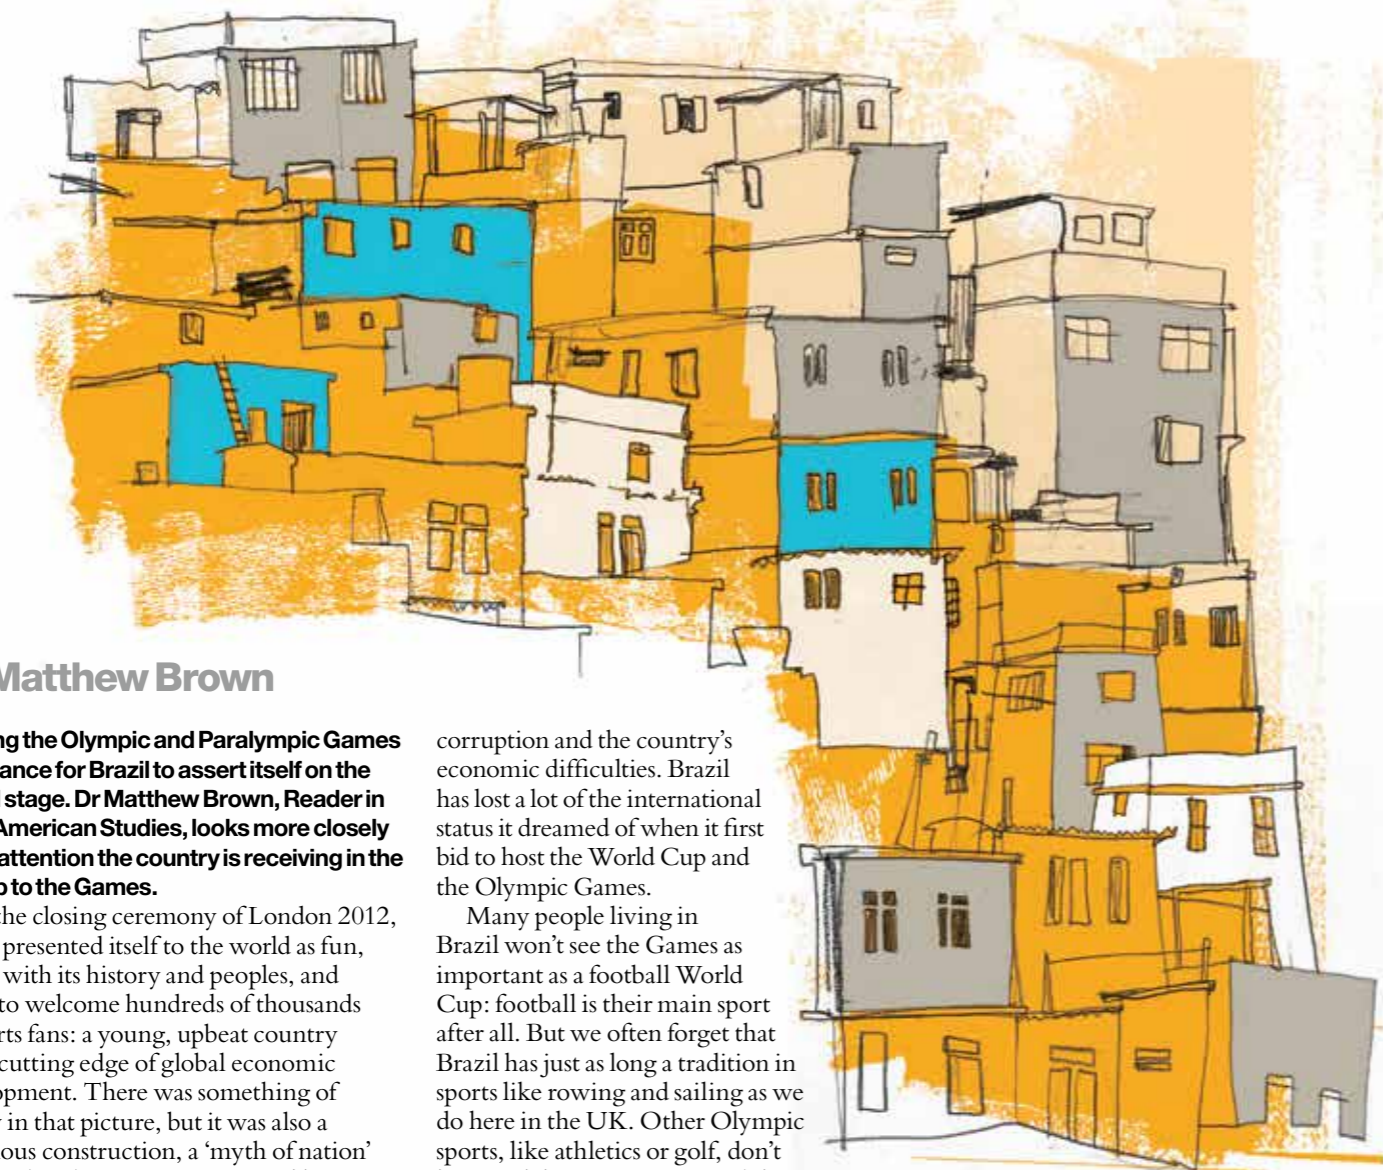 Matthew Brown
ng the Olympic and Paralympic Games
ance for Brazil to assert itself on the
stage. Dr Matthew Brown, Reader in
American Studies, looks more closely
attention the country is receiving in the
to the Games.
the closing ceremony of London 2012,
presented itself to the world as fun,
with its history and peoples, and
to welcome hundreds of thousands
rts fans: a young, upbeat country
cutting edge of global economic
opment. There was something of
in that picture, but it was also a
ous construction, a ‘myth of nation’
corruption and the country’s
economic difficulties. Brazil
has lost a lot of the international
status it dreamed of when it first
bid to host the World Cup and
the Olympic Games.
Many people living in
Brazil won’t see the Games as
important as a football World
Cup: football is their main sport
after all. But we often forget that
Brazil has just as long a tradition in
sports like rowing and sailing as we
do here in the UK. Other Olympic
sports, like athletics or golf, don’t